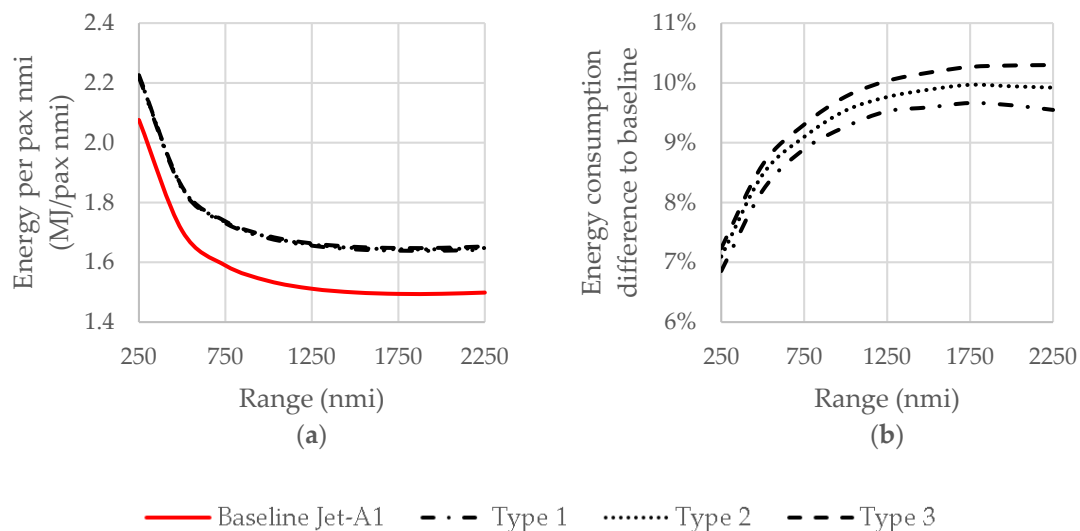 Energy per pax nmi
(MJ/pax nmi)
2.4
2.2
2.0
1.8
1.6
1.4
250 750 1250 1750 2250
Range (nmi)
(a)
Energy consumption
difference to baseline
11%
10%
9%
8%
7%
6%
250 750 1250 1750 2250
Range (nmi)
(b)
Baseline Jet-A1 Type 1 Type 2 Type 3